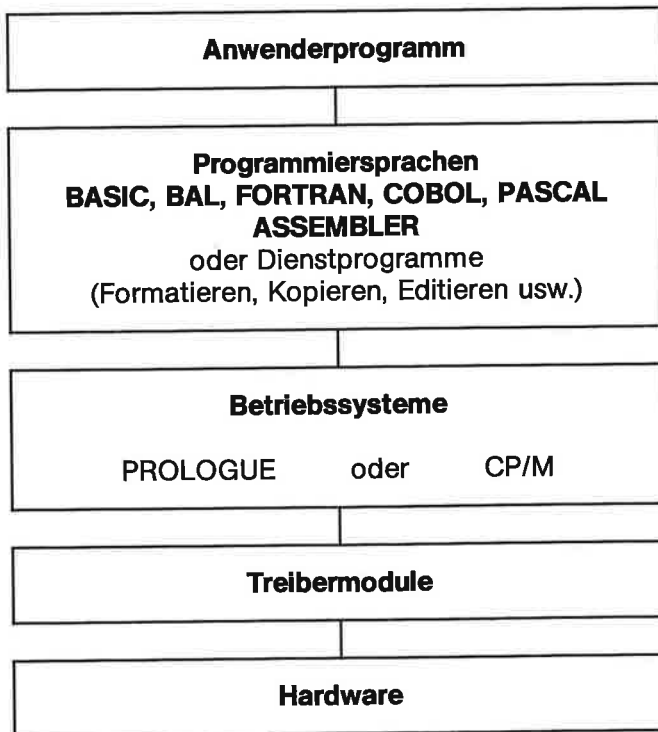 Anwenderprogramm
Programmiersprachen
BASIC, BAL, FORTRAN, COBOL, PASCAL
ASSEMBLER
oder Dienstprogramme
(Formatieren, Kopieren, Editieren usw.)
Betriebssysteme
PROLOGUE oder CP/M
Treibermodule
Hardware